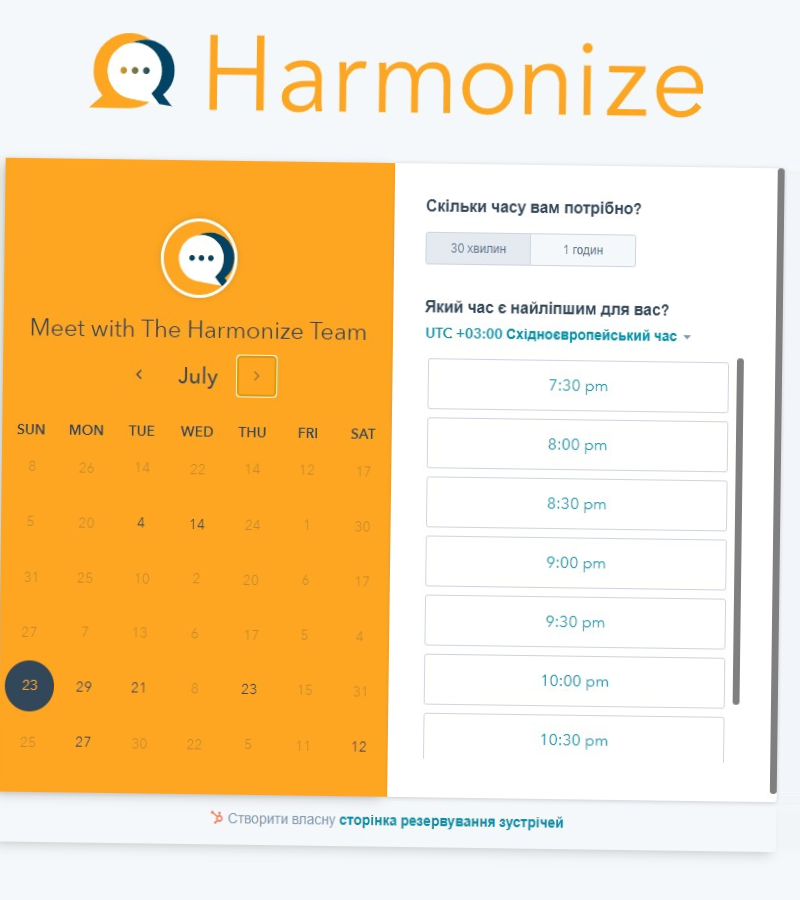 Harmonize
Meet with The Harmonize Team
July
SUN MON TUE WED THU FRI SAT
8 26 14 22 14 12 17
5 20 4 14 24 1 30
31 25 10 2 20 6 17
27 7 13 6 17 5 4
23 29 21 8 23 15 31
25 27 30 22 5 11 12
Скільки часу вам потрібно?
30 хвилин 1 годин
Який час є найліпшим для вас?
UTC +03:00 Східноєвропейський час
7:30 pm
8:00 pm
8:30 pm
9:00 pm
9:30 pm
10:00 pm
10:30 pm
Створити власну сторінка резервування зустрічей